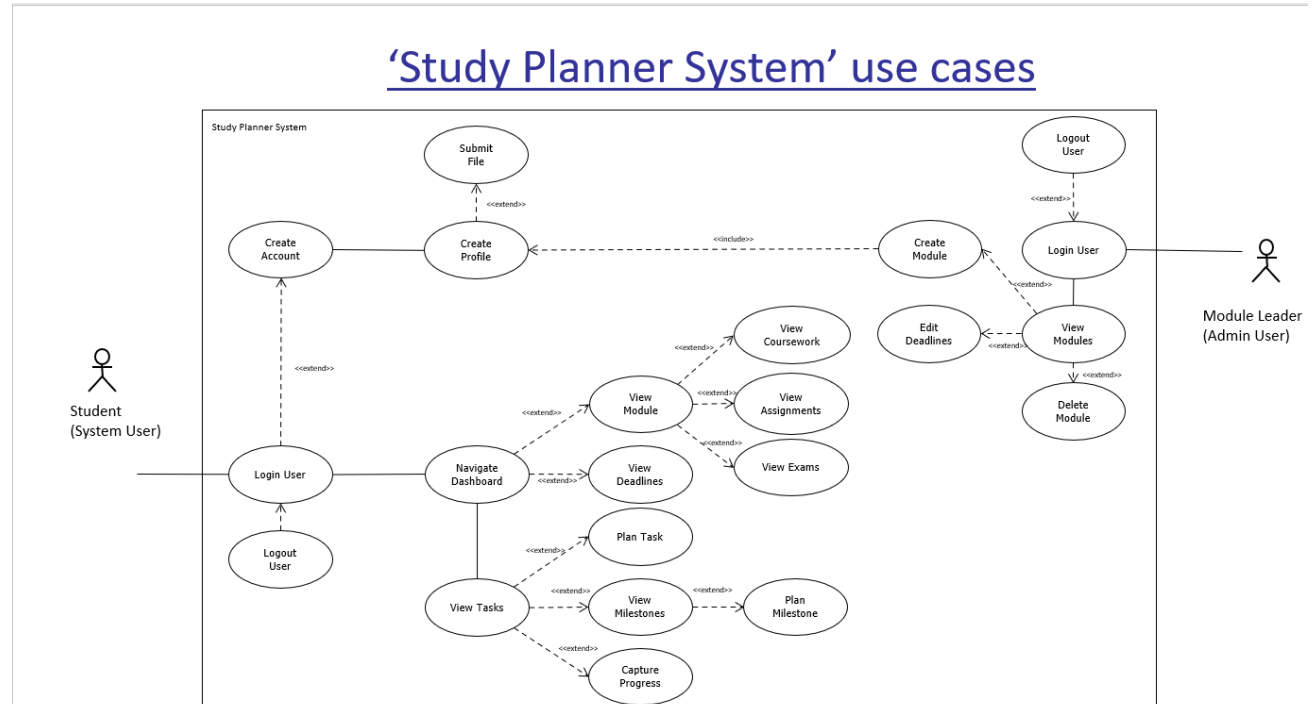 ‘Study Planner System’ use cases
Study Planner System
Submit
File
Logout
User
<<extend>>
<<extend>>
Create
Account
Create
Profile
<<include>>
Create
Module
Login User
Module Leader
(Admin User)
<<extend>>
View
Coursework
Edit
Deadlines
<<extend>>
View
Modules
<<extend>>
<<extend>>
Student
(System User)
<<extend>>
<<extend>>
View
Module
<<extend>>
View
Assignments
Delete
Module
<<extend>>
<<extend>>
View Exams
Login User
Navigate
Dashboard
<<extend>>
View
Deadlines
Logout
User
Plan Task
<<extend>>
View Tasks
<<extend>>
View
Milestones
<<extend>>
Plan
Milestone
<<extend>>
Capture
Progress